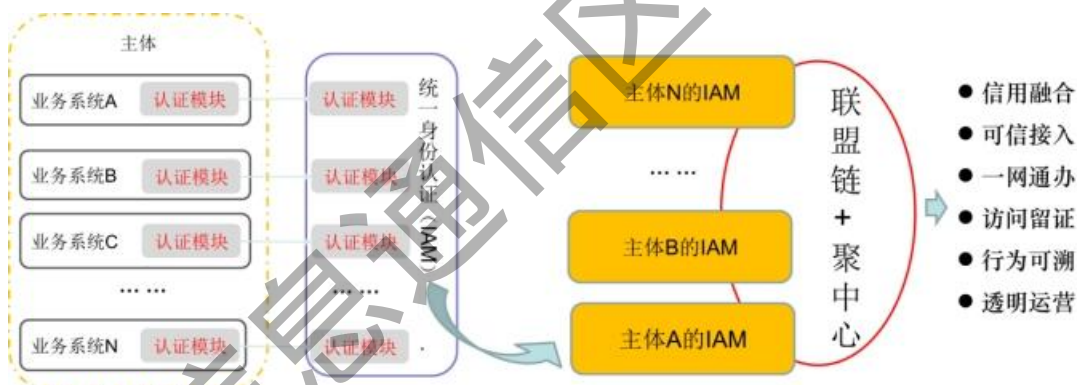 主体
业务系统A 认证模块
业务系统B 认证模块
业务系统C 认证模块
... ...
业务系统N 认证模块
认证模块
认证模块
认证模块
... ...
认证模块
统一身份认证（IAM）
主体N的IAM
... ...
主体B的IAM
主体A的IAM
联盟链+聚中心
● 信用融合
● 可信接入
● 一网通办
● 访问留证
● 行为可溯
● 透明运营
信息通信区